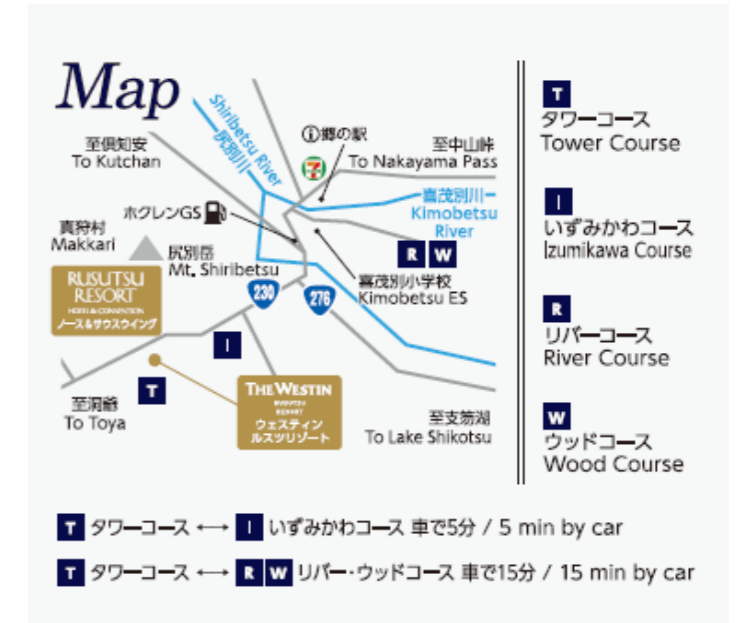 Map
Shiribetsu River
尻別川
ⓘ郷の駅
7
至倶知安
To Kutchan
至中山峠
To Nakayama Pass
喜茂別川
Kimobetsu
River
ホクレンGS
真狩村
Makkari
尻別岳
Mt. Shiribetsu
R W
喜茂別小学校
Kimobetsu ES
RUSUTSU
RESORT
HOTEL & CONVENTION
ノース&サウスウイング
230
276
I
T
至洞爺
To Toya
THE WESTIN
RUSUTSU
RESORT
ウェスティン
ルスツリゾート
至支笏湖
To Lake Shikotsu
T
タワーコース
Tower Course
I
いずみかわコース
Izumikawa Course
R
リバーコース
River Course
W
ウッドコース
Wood Course
T タワーコース ⟷ I いずみかわコース 車で5分 / 5 min by car
T タワーコース ⟷ R W リバー・ウッドコース 車で15分 / 15 min by car